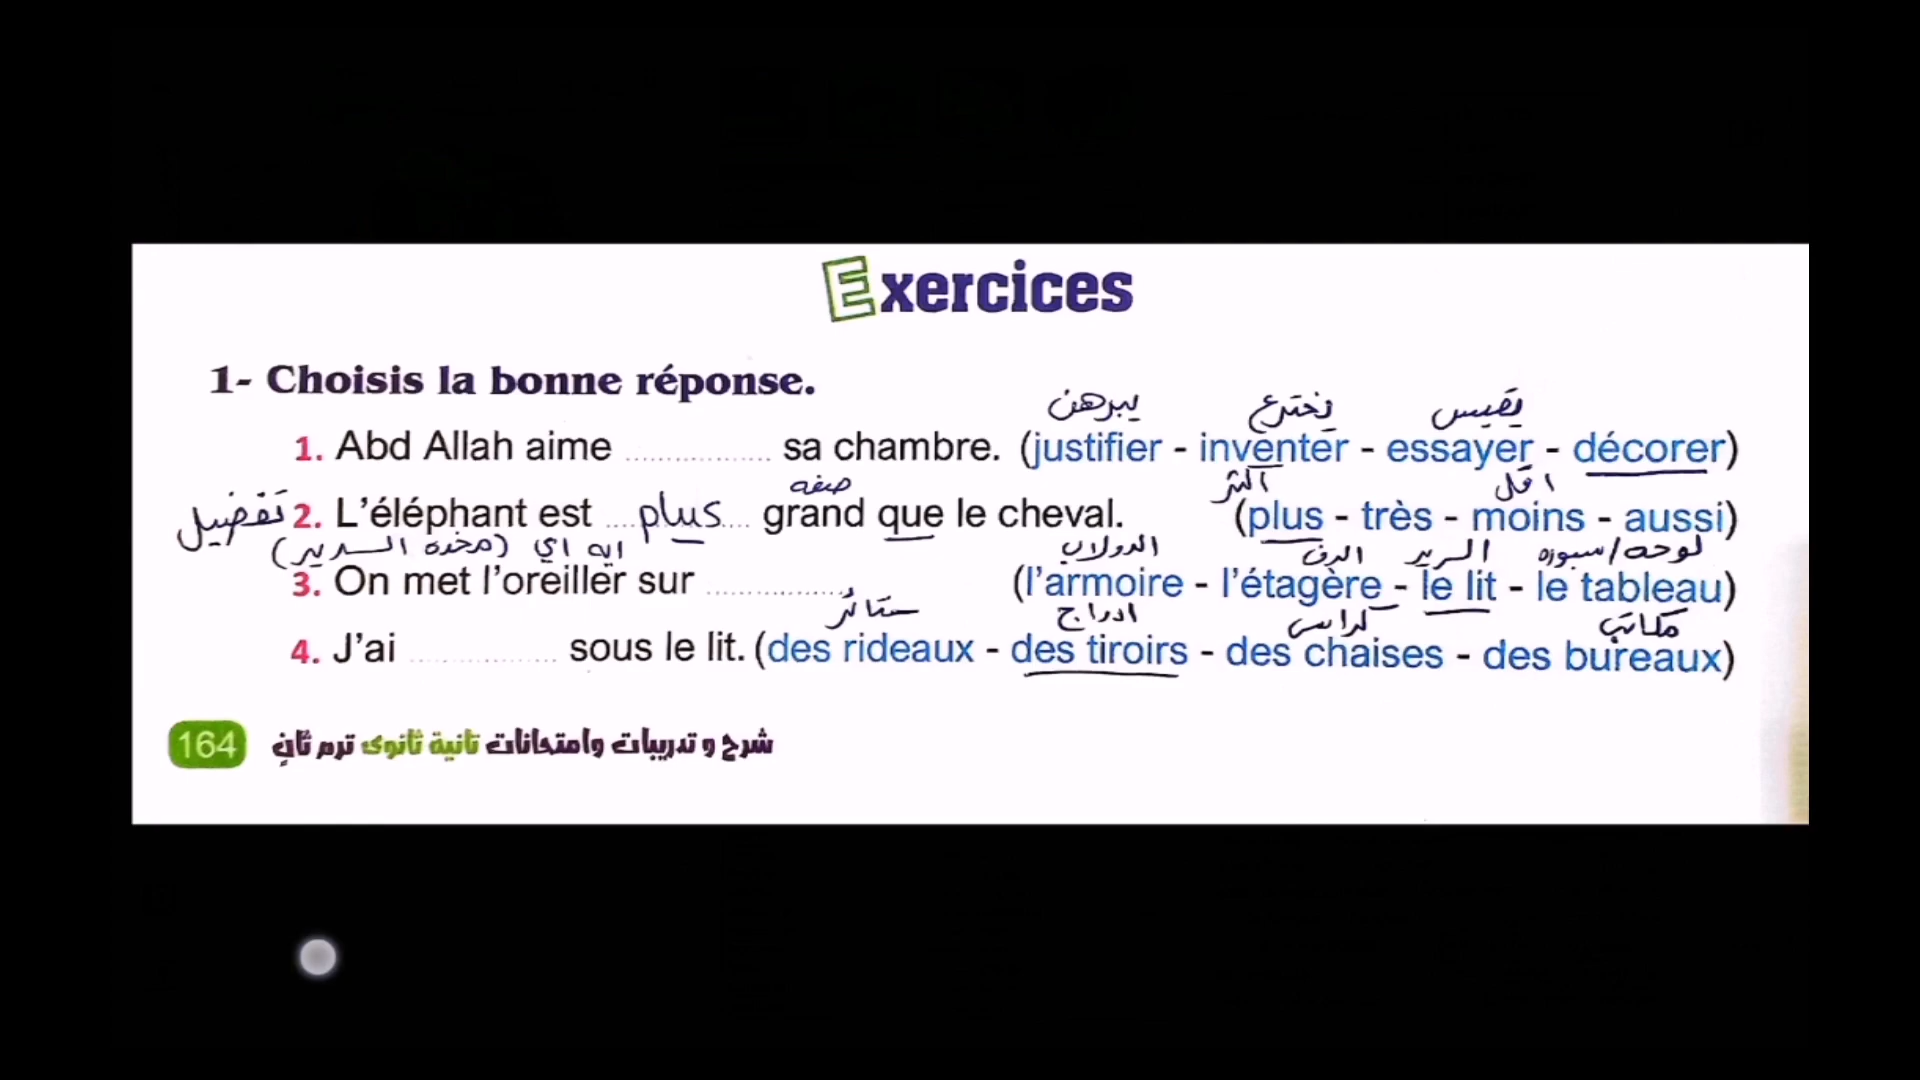 Exercices
1- Choisis la bonne réponse.
يبرهن يخترع يقيس
1. Abd Allah aime ............... sa chambre. (justifier - inventer - essayer - décorer)
صفه أكثر اقل
تفضيل 2. L'éléphant est ....plus.... grand que le cheval. (plus - très - moins - aussi)
ايه اي (مخدة السرير) الدولاب الرف السرير لوحه/سبوره
3. On met l'oreiller sur ............... (l'armoire - l'étagère - le lit - le tableau)
ستائر ادراج كراسي مكاتب
4. J'ai ............... sous le lit. (des rideaux - des tiroirs - des chaises - des bureaux)
164 شرح و تدريبات وامتحانات تانية ثانوى ترم ثانٍ